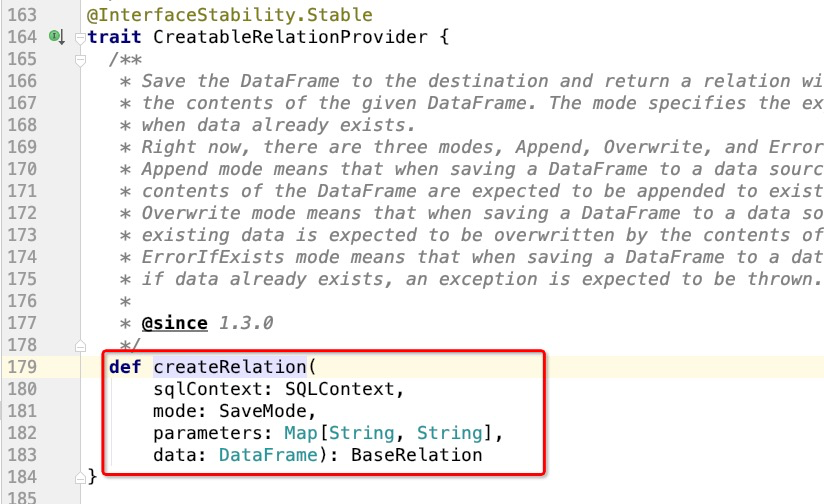 163 @InterfaceStability.Stable
164 trait CreatableRelationProvider {
165 /**
166 * Save the DataFrame to the destination and return a relation wi
167 * the contents of the given DataFrame. The mode specifies the ex
168 * when data already exists.
169 * Right now, there are three modes, Append, Overwrite, and Error
170 * Append mode means that when saving a DataFrame to a data sourc
171 * contents of the DataFrame are expected to be appended to exist
172 * Overwrite mode means that when saving a DataFrame to a data so
173 * existing data is expected to be overwritten by the contents of
174 * ErrorIfExists mode means that when saving a DataFrame to a dat
175 * if data already exists, an exception is expected to be thrown.
176 *
177 * @since 1.3.0
178 */
179 def createRelation(
180 sqlContext: SQLContext,
181 mode: SaveMode,
182 parameters: Map[String, String],
183 data: DataFrame): BaseRelation
184 }
185